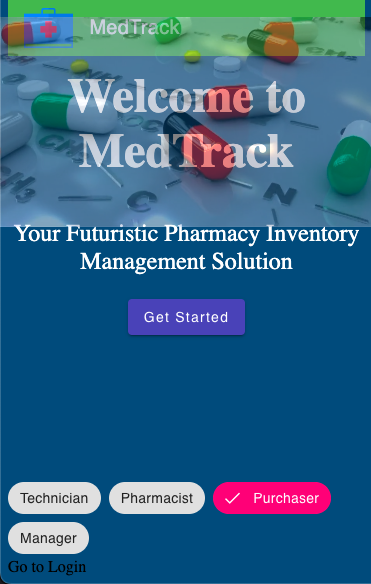 MedTrack
Welcome to
MedTrack
Your Futuristic Pharmacy Inventory
Management Solution
Get Started
Technician
Pharmacist
Purchaser
Manager
Go to Login